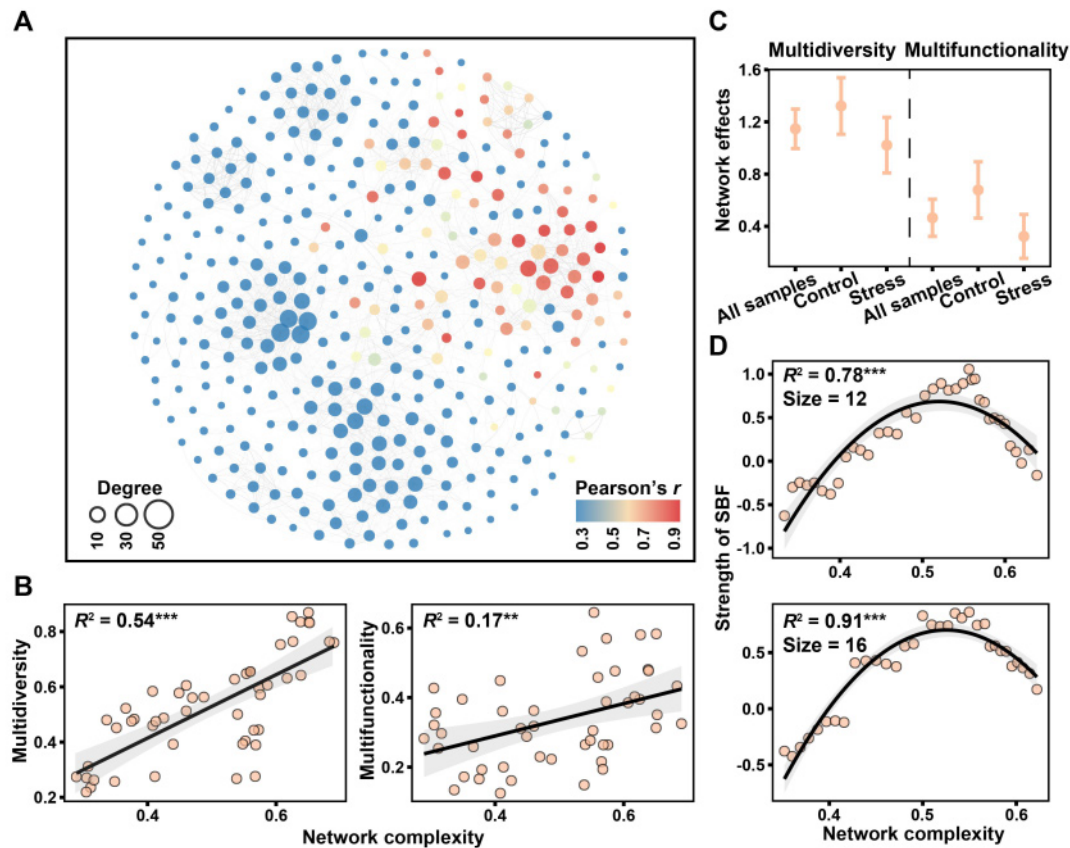 A
Degree
10 30 50
Pearson's r
0.3 0.5 0.7 0.9
B
R² = 0.54***
Multidiversity
0.8
0.6
0.4
0.2
0.4 0.6
R² = 0.17**
Multifunctionality
0.6
0.4
0.2
0.4 0.6
Network complexity
C
Multidiversity Multifunctionality
Network effects
1.6
1.2
0.8
0.4
All samples Control Stress All samples Control Stress
D
R² = 0.78***
Size = 12
1.0
0.5
0.0
-0.5
-1.0
0.4 0.5 0.6
Strength of SBF
R² = 0.91***
Size = 16
0.5
0.0
-0.5
0.4 0.5 0.6
Network complexity